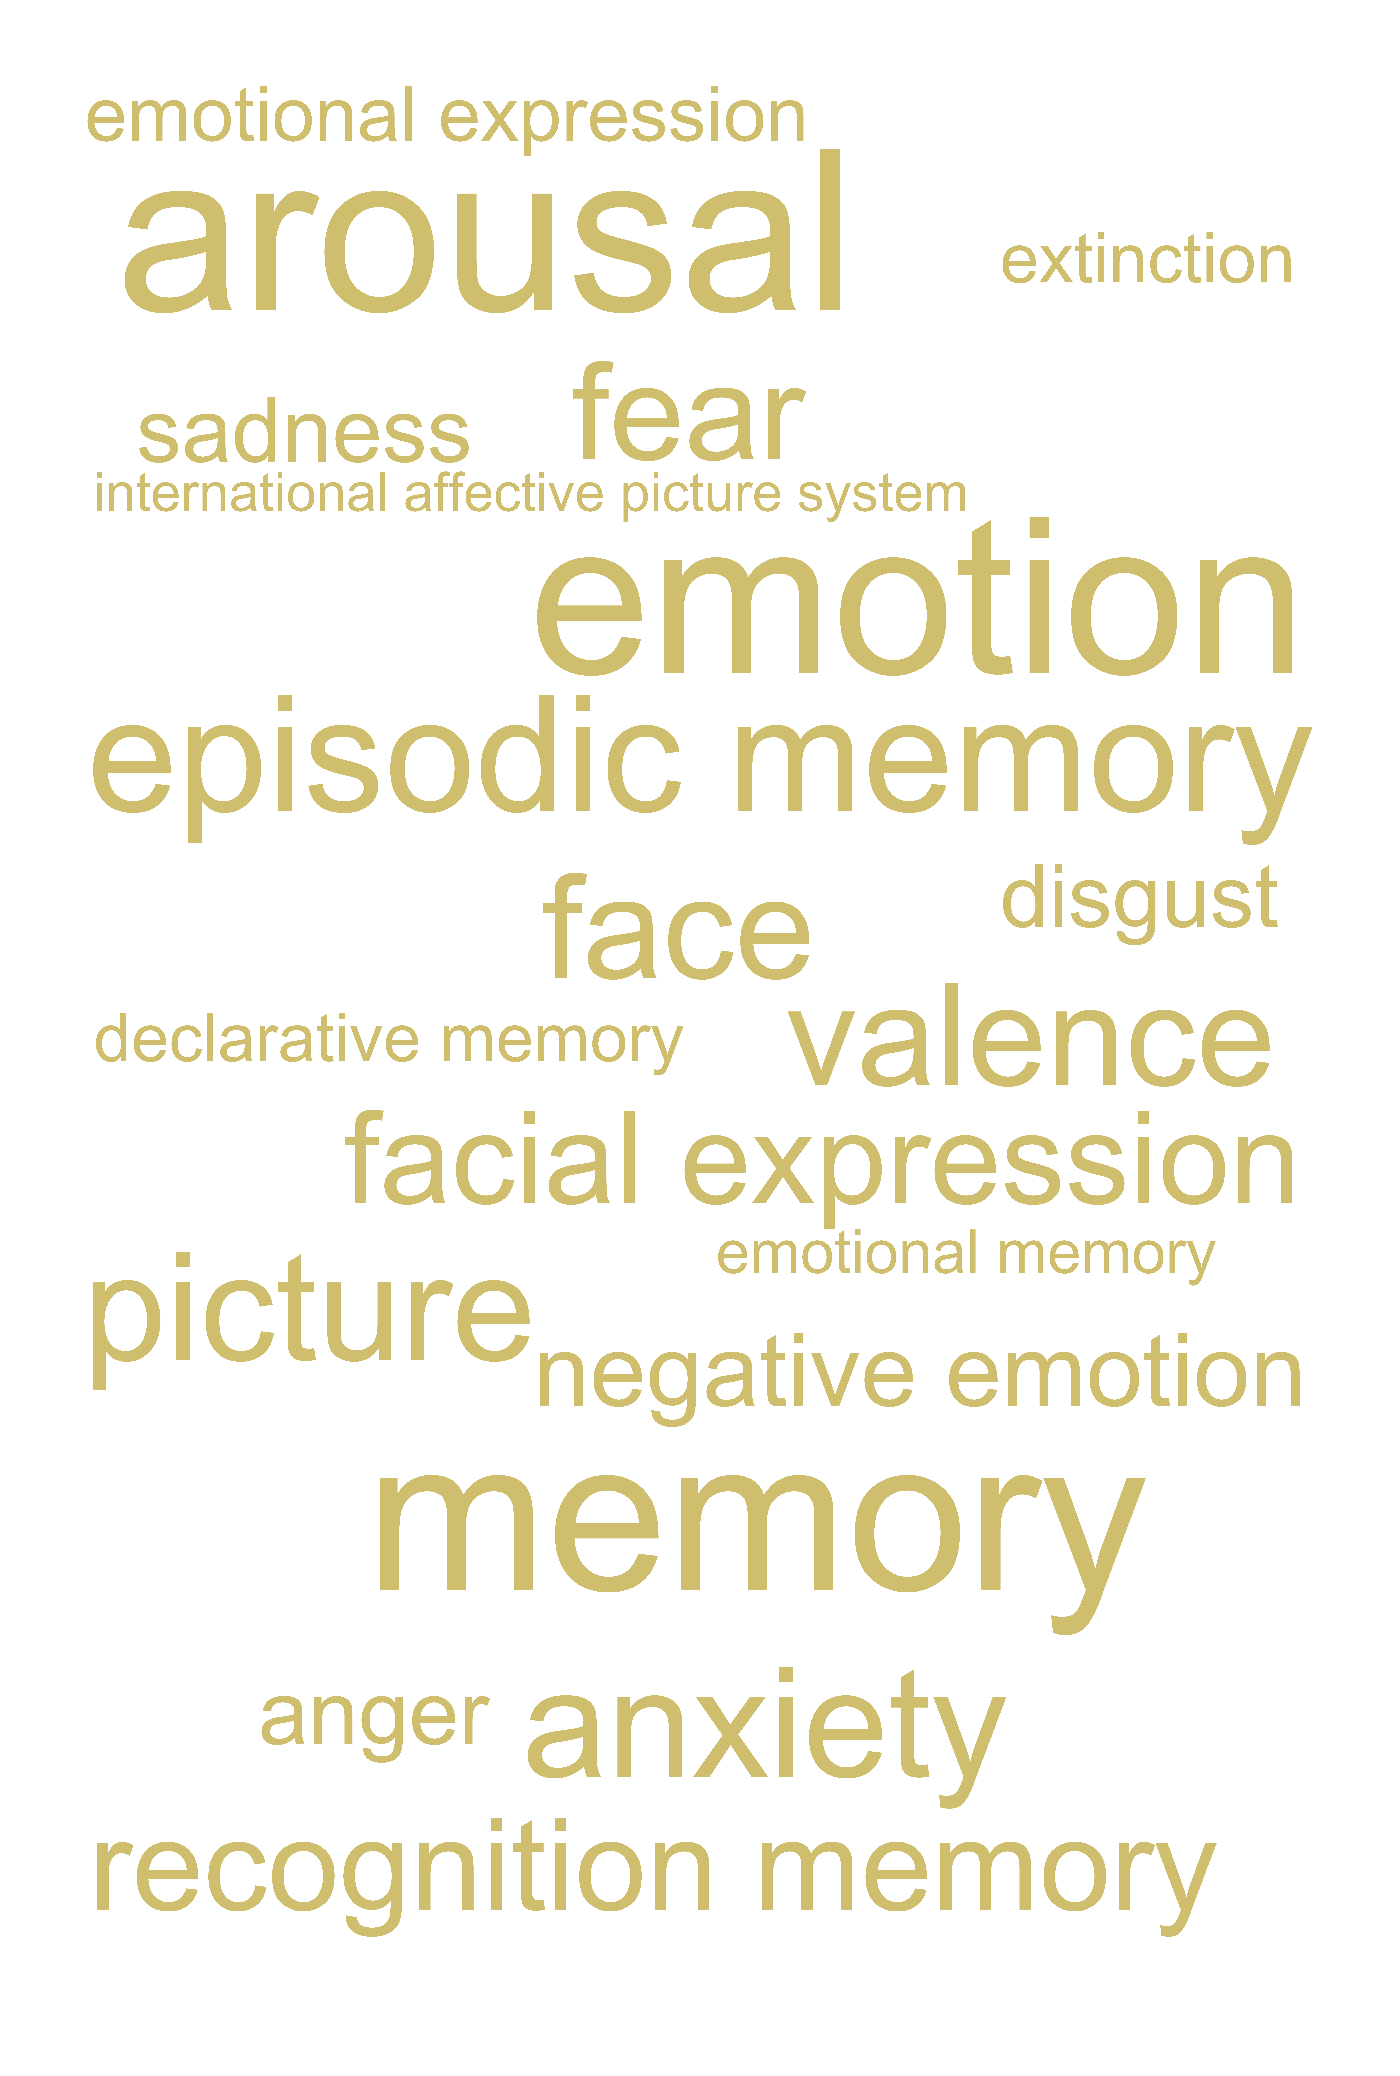 emotional expression
arousal
extinction
sadness
fear
international affective picture system
emotion
episodic memory
face
disgust
declarative memory
valence
facial expression
emotional memory
picture
negative emotion
memory
anger
anxiety
recognition memory